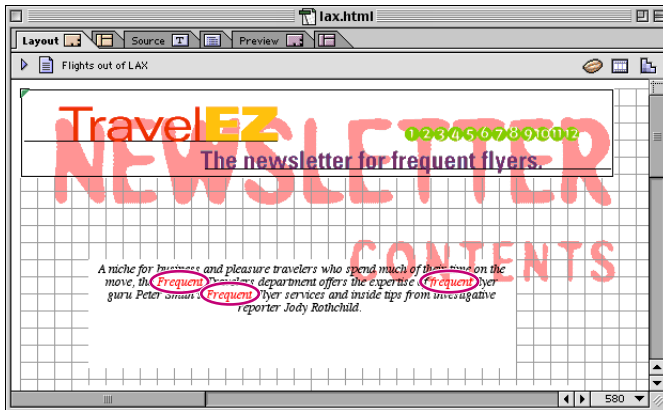 lax.html
Layout Source T Preview
Flights out of LAX
TravelEZ
1 2 3 4 5 6 7 8 9 10 11 12
NEWSLETTER
The newsletter for frequent flyers.
CONTENTS
A niche for business and pleasure travelers who spend much of their time on the
move, the Frequent Travelers department offers the expertise of frequent flyer
guru Peter Smith's Frequent Flyer services and inside tips from investigative
reporter Jody Rothchild.
580